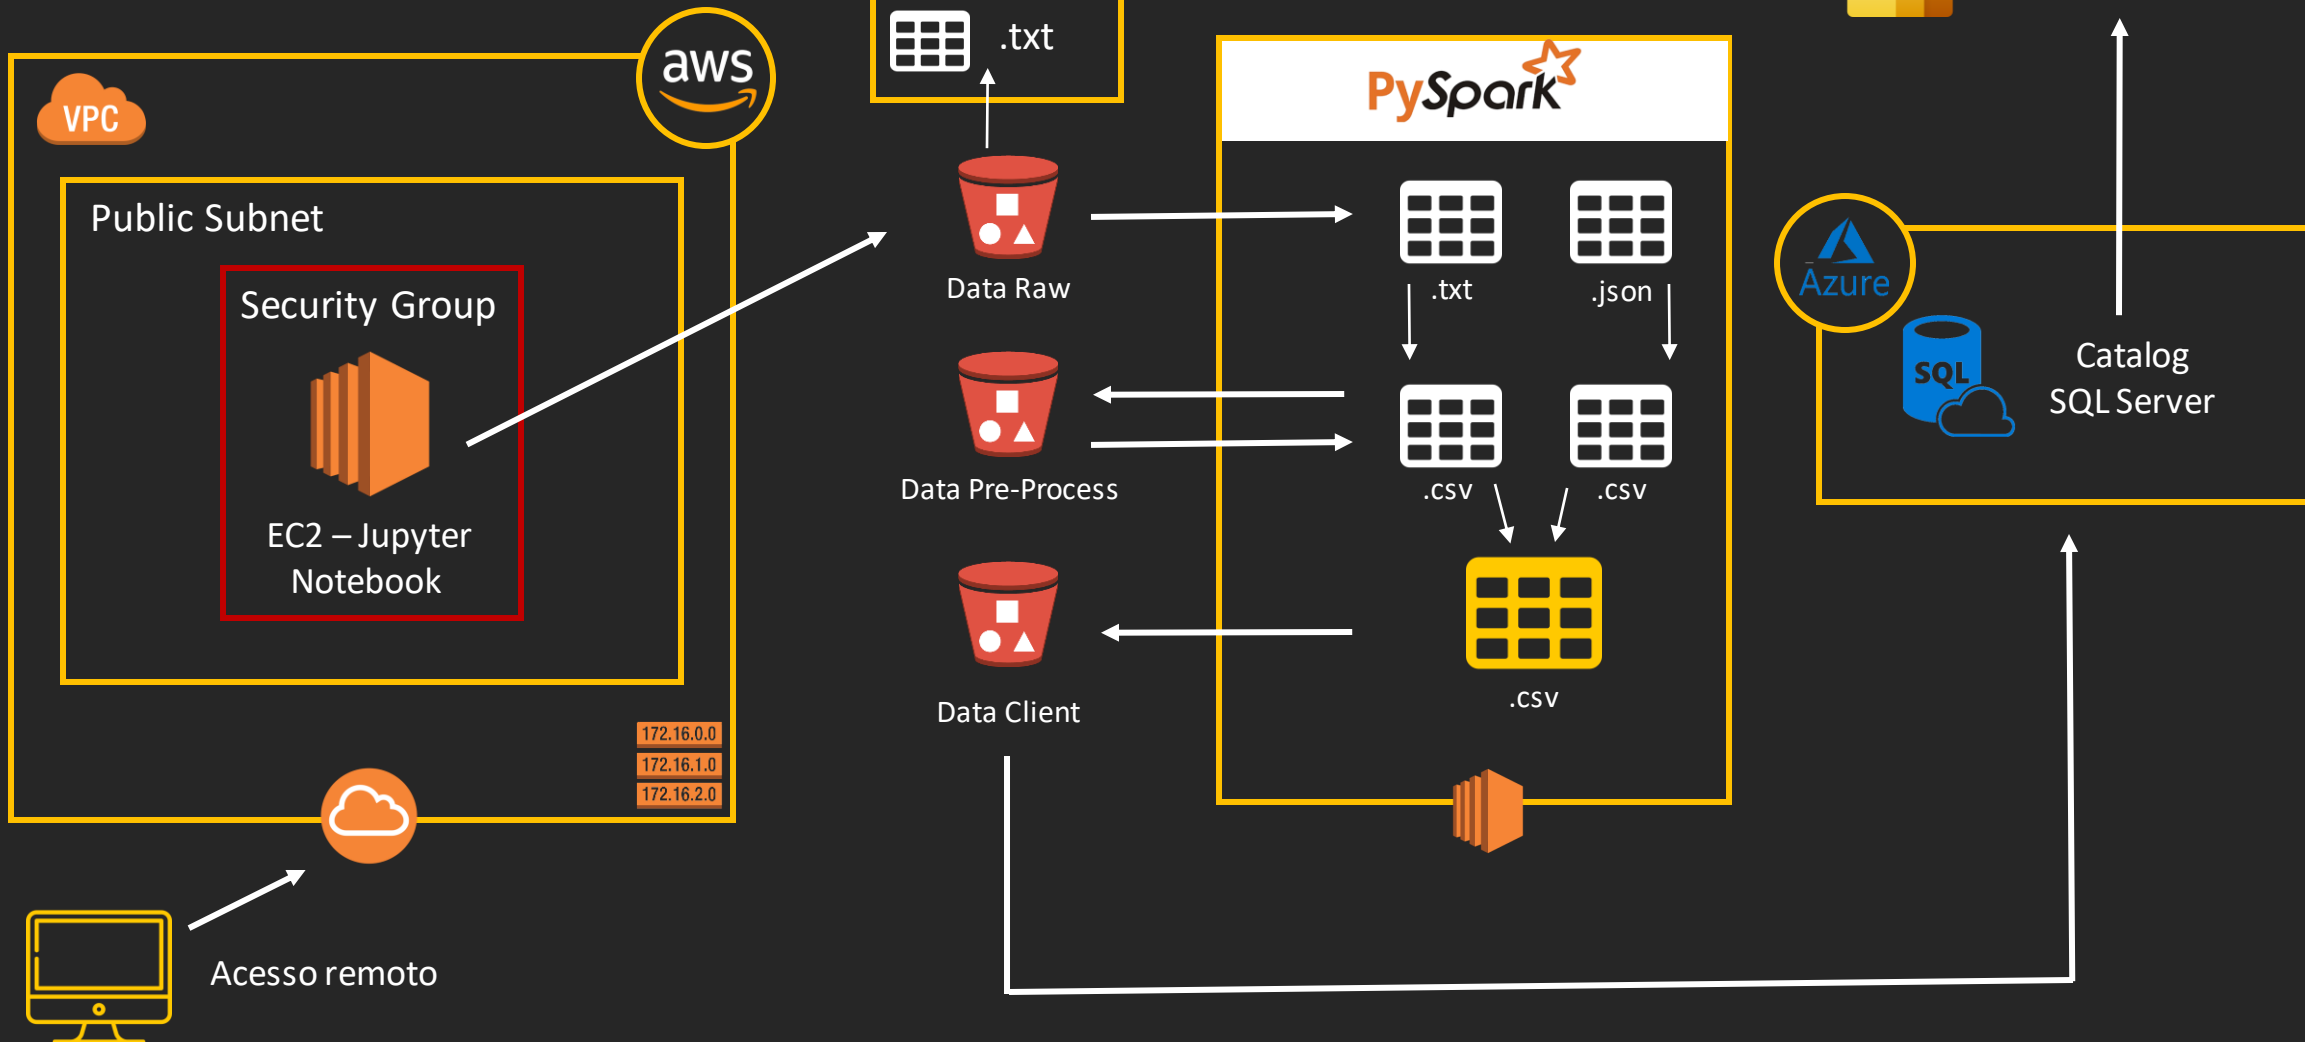 aws
VPC
Public Subnet
Security Group
EC2 – Jupyter
Notebook
172.16.0.0
172.16.1.0
172.16.2.0
Acesso remoto
.txt
Data Raw
Data Pre-Process
Data Client
PySpark
.txt
.json
.csv
.csv
.csv
Azure
SQL
Catalog
SQL Server